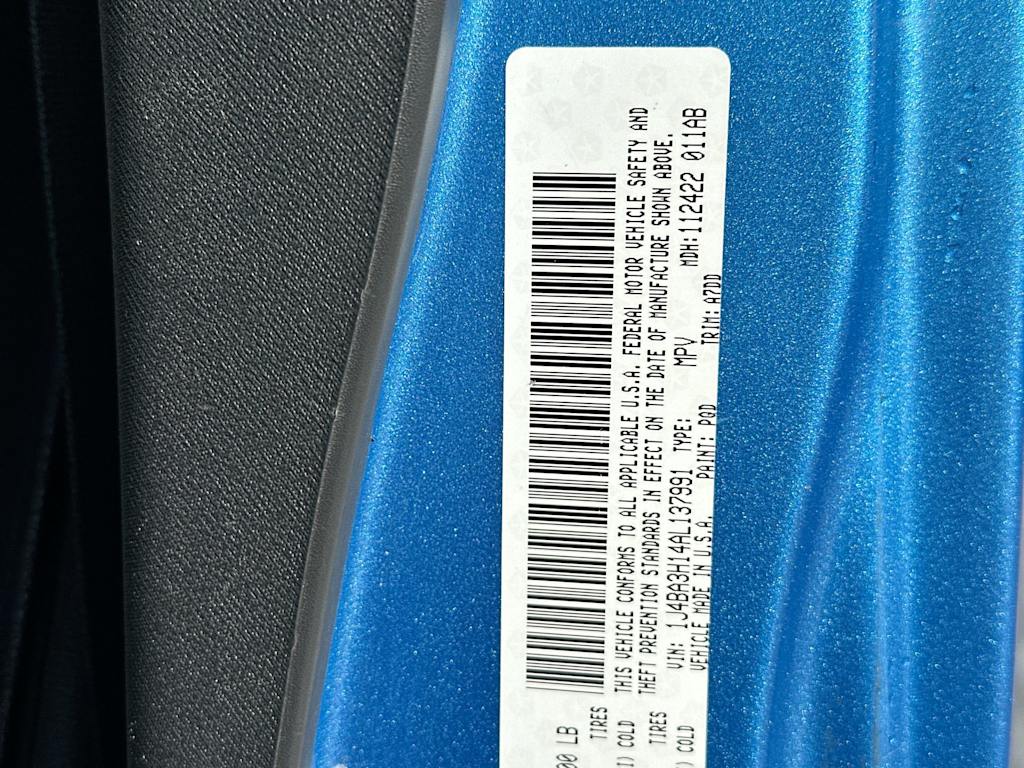 00 LB
TIRES
I) COLD
TIRES
) COLD
THIS VEHICLE CONFORMS TO ALL APPLICABLE U.S.A. FEDERAL MOTOR VEHICLE SAFETY AND
THEFT PREVENTION STANDARDS IN EFFECT ON THE DATE OF MANUFACTURE SHOWN ABOVE.
VIN: 1J4BA3H14AL137991 TYPE: MPV MDH:112422 011AB
VEHICLE MADE IN U.S.A. PAINT: PQD TRIM: A7DD